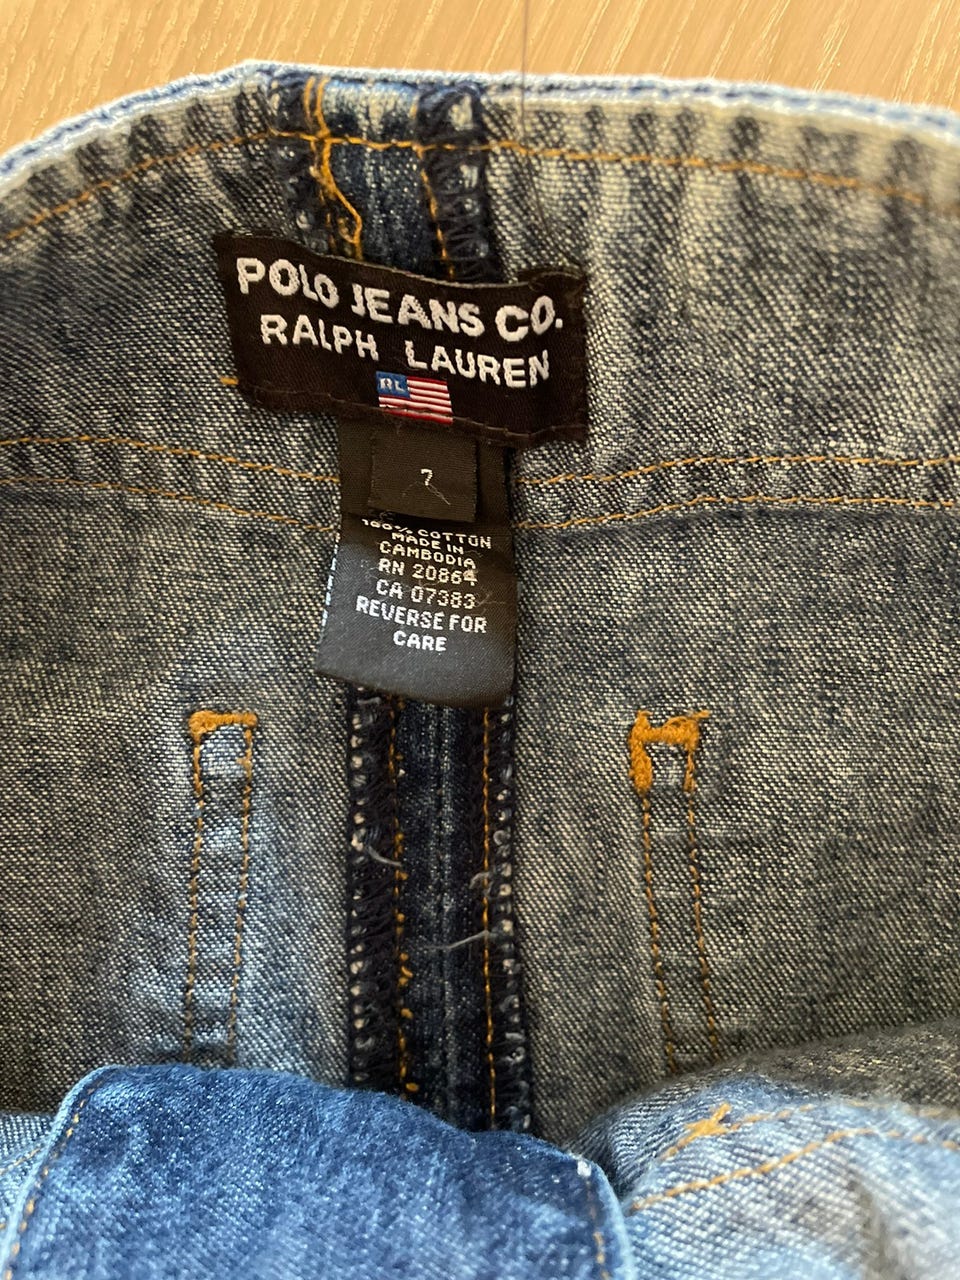 POLO JEANS CO.
RALPH LAUREN
RL
7
100% COTTON
MADE IN
CAMBODIA
RN 20864
CA 07383
REVERSE FOR
CARE